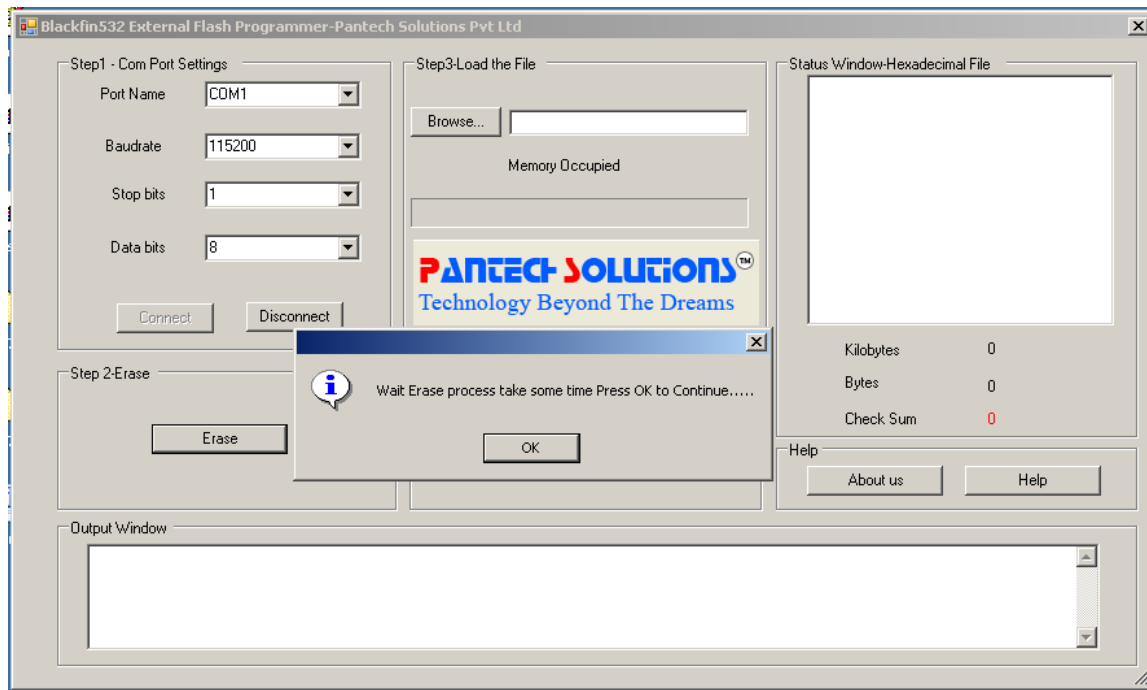 Blackfin532 External Flash Programmer-Pantech Solutions Pvt Ltd
Step1 - Com Port Settings
Port Name COM1
Baudrate 115200
Stop bits 1
Data bits 8
Connect Disconnect
Step 2-Erase
Erase
Step3-Load the File
Browse...
Memory Occupied
PANTECH SOLUTIONS TM
Technology Beyond The Dreams
Wait Erase process take some time Press OK to Continue.....
OK
Status Window-Hexadecimal File
Kilobytes 0
Bytes 0
Check Sum 0
Help
About us Help
Output Window